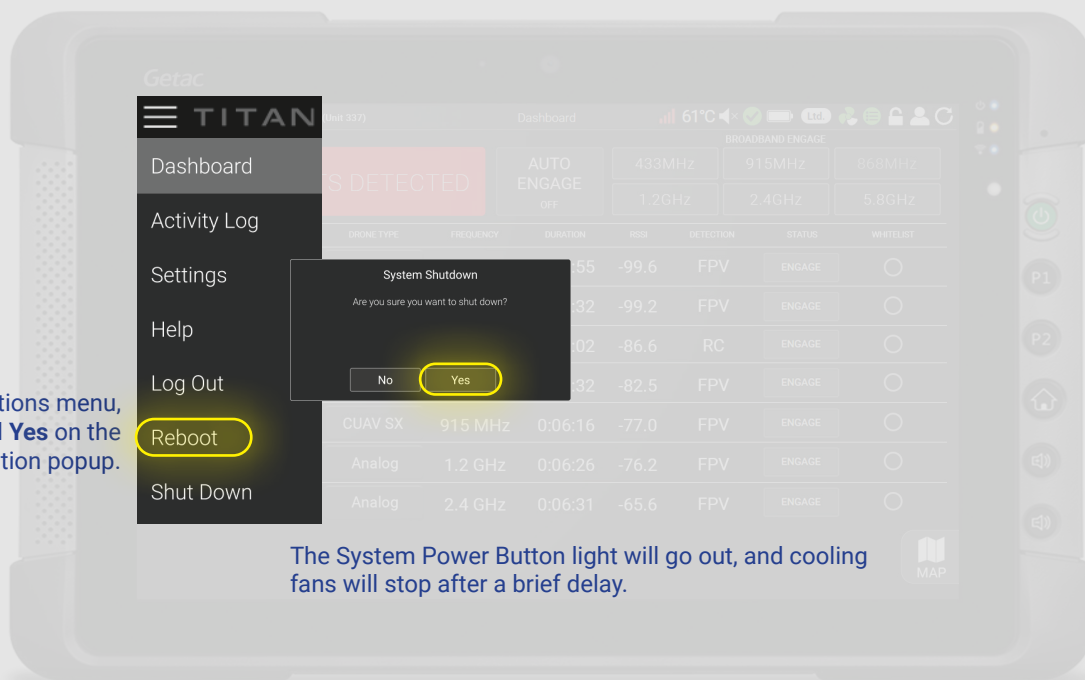 Getac
TITAN
(Unit 337)
Dashboard
61°C
Ltd.
BROADBAND ENGAGE
Dashboard
S DETECTED
AUTO
ENGAGE
OFF
433MHz
915MHz
868MHz
1.2GHz
2.4GHz
5.8GHz
Activity Log
DRONE TYPE FREQUENCY DURATION RSSI DETECTION STATUS WHITELIST
Settings
System Shutdown
Are you sure you want to shut down?
No
Yes
:55 -99.6 FPV ENGAGE
:32 -99.2 FPV ENGAGE
:02 -86.6 RC ENGAGE
:32 -82.5 FPV ENGAGE
CUAV SX 915 MHz 0:06:16 -77.0 FPV ENGAGE
Analog 1.2 GHz 0:06:26 -76.2 FPV ENGAGE
Analog 2.4 GHz 0:06:31 -65.6 FPV ENGAGE
Help
Log Out
Reboot
Shut Down
tions menu,
Yes on the
tion popup.
The System Power Button light will go out, and cooling
fans will stop after a brief delay.
MAP
P1
P2